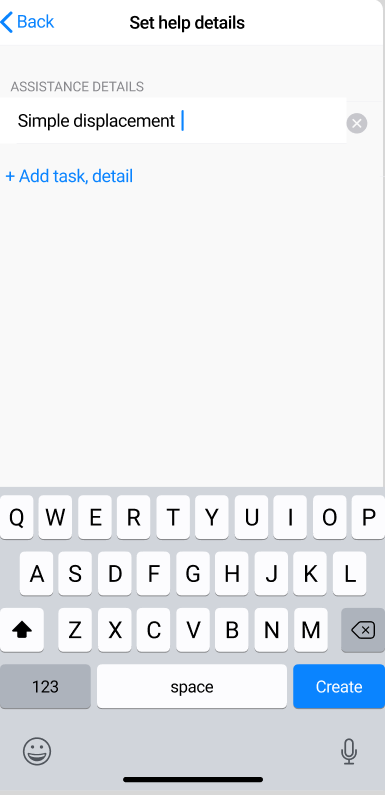 Back
Set help details
ASSISTANCE DETAILS
Simple displacement
+ Add task, detail
Q W E R T Y U I O P
A S D F G H J K L
Z X C V B N M
123 space Create